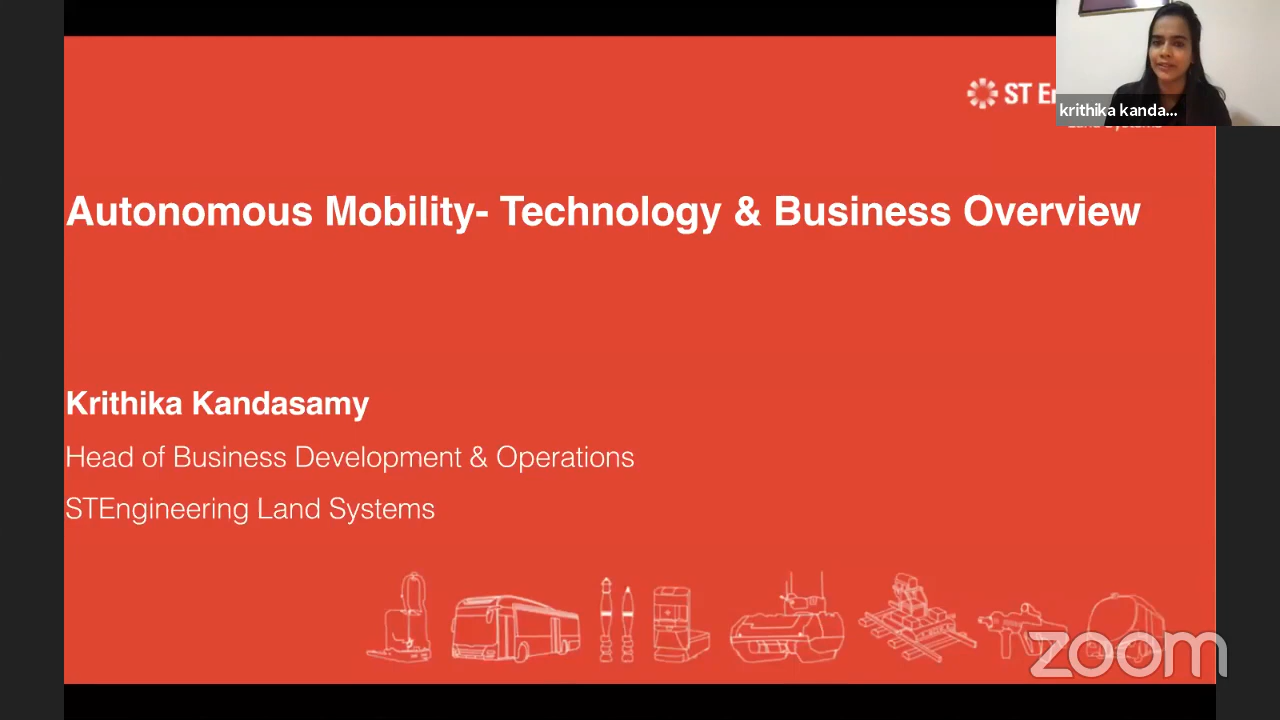 ST
krithika kanda...
Autonomous Mobility- Technology & Business Overview
Krithika Kandasamy
Head of Business Development & Operations
STEngineering Land Systems
zoom